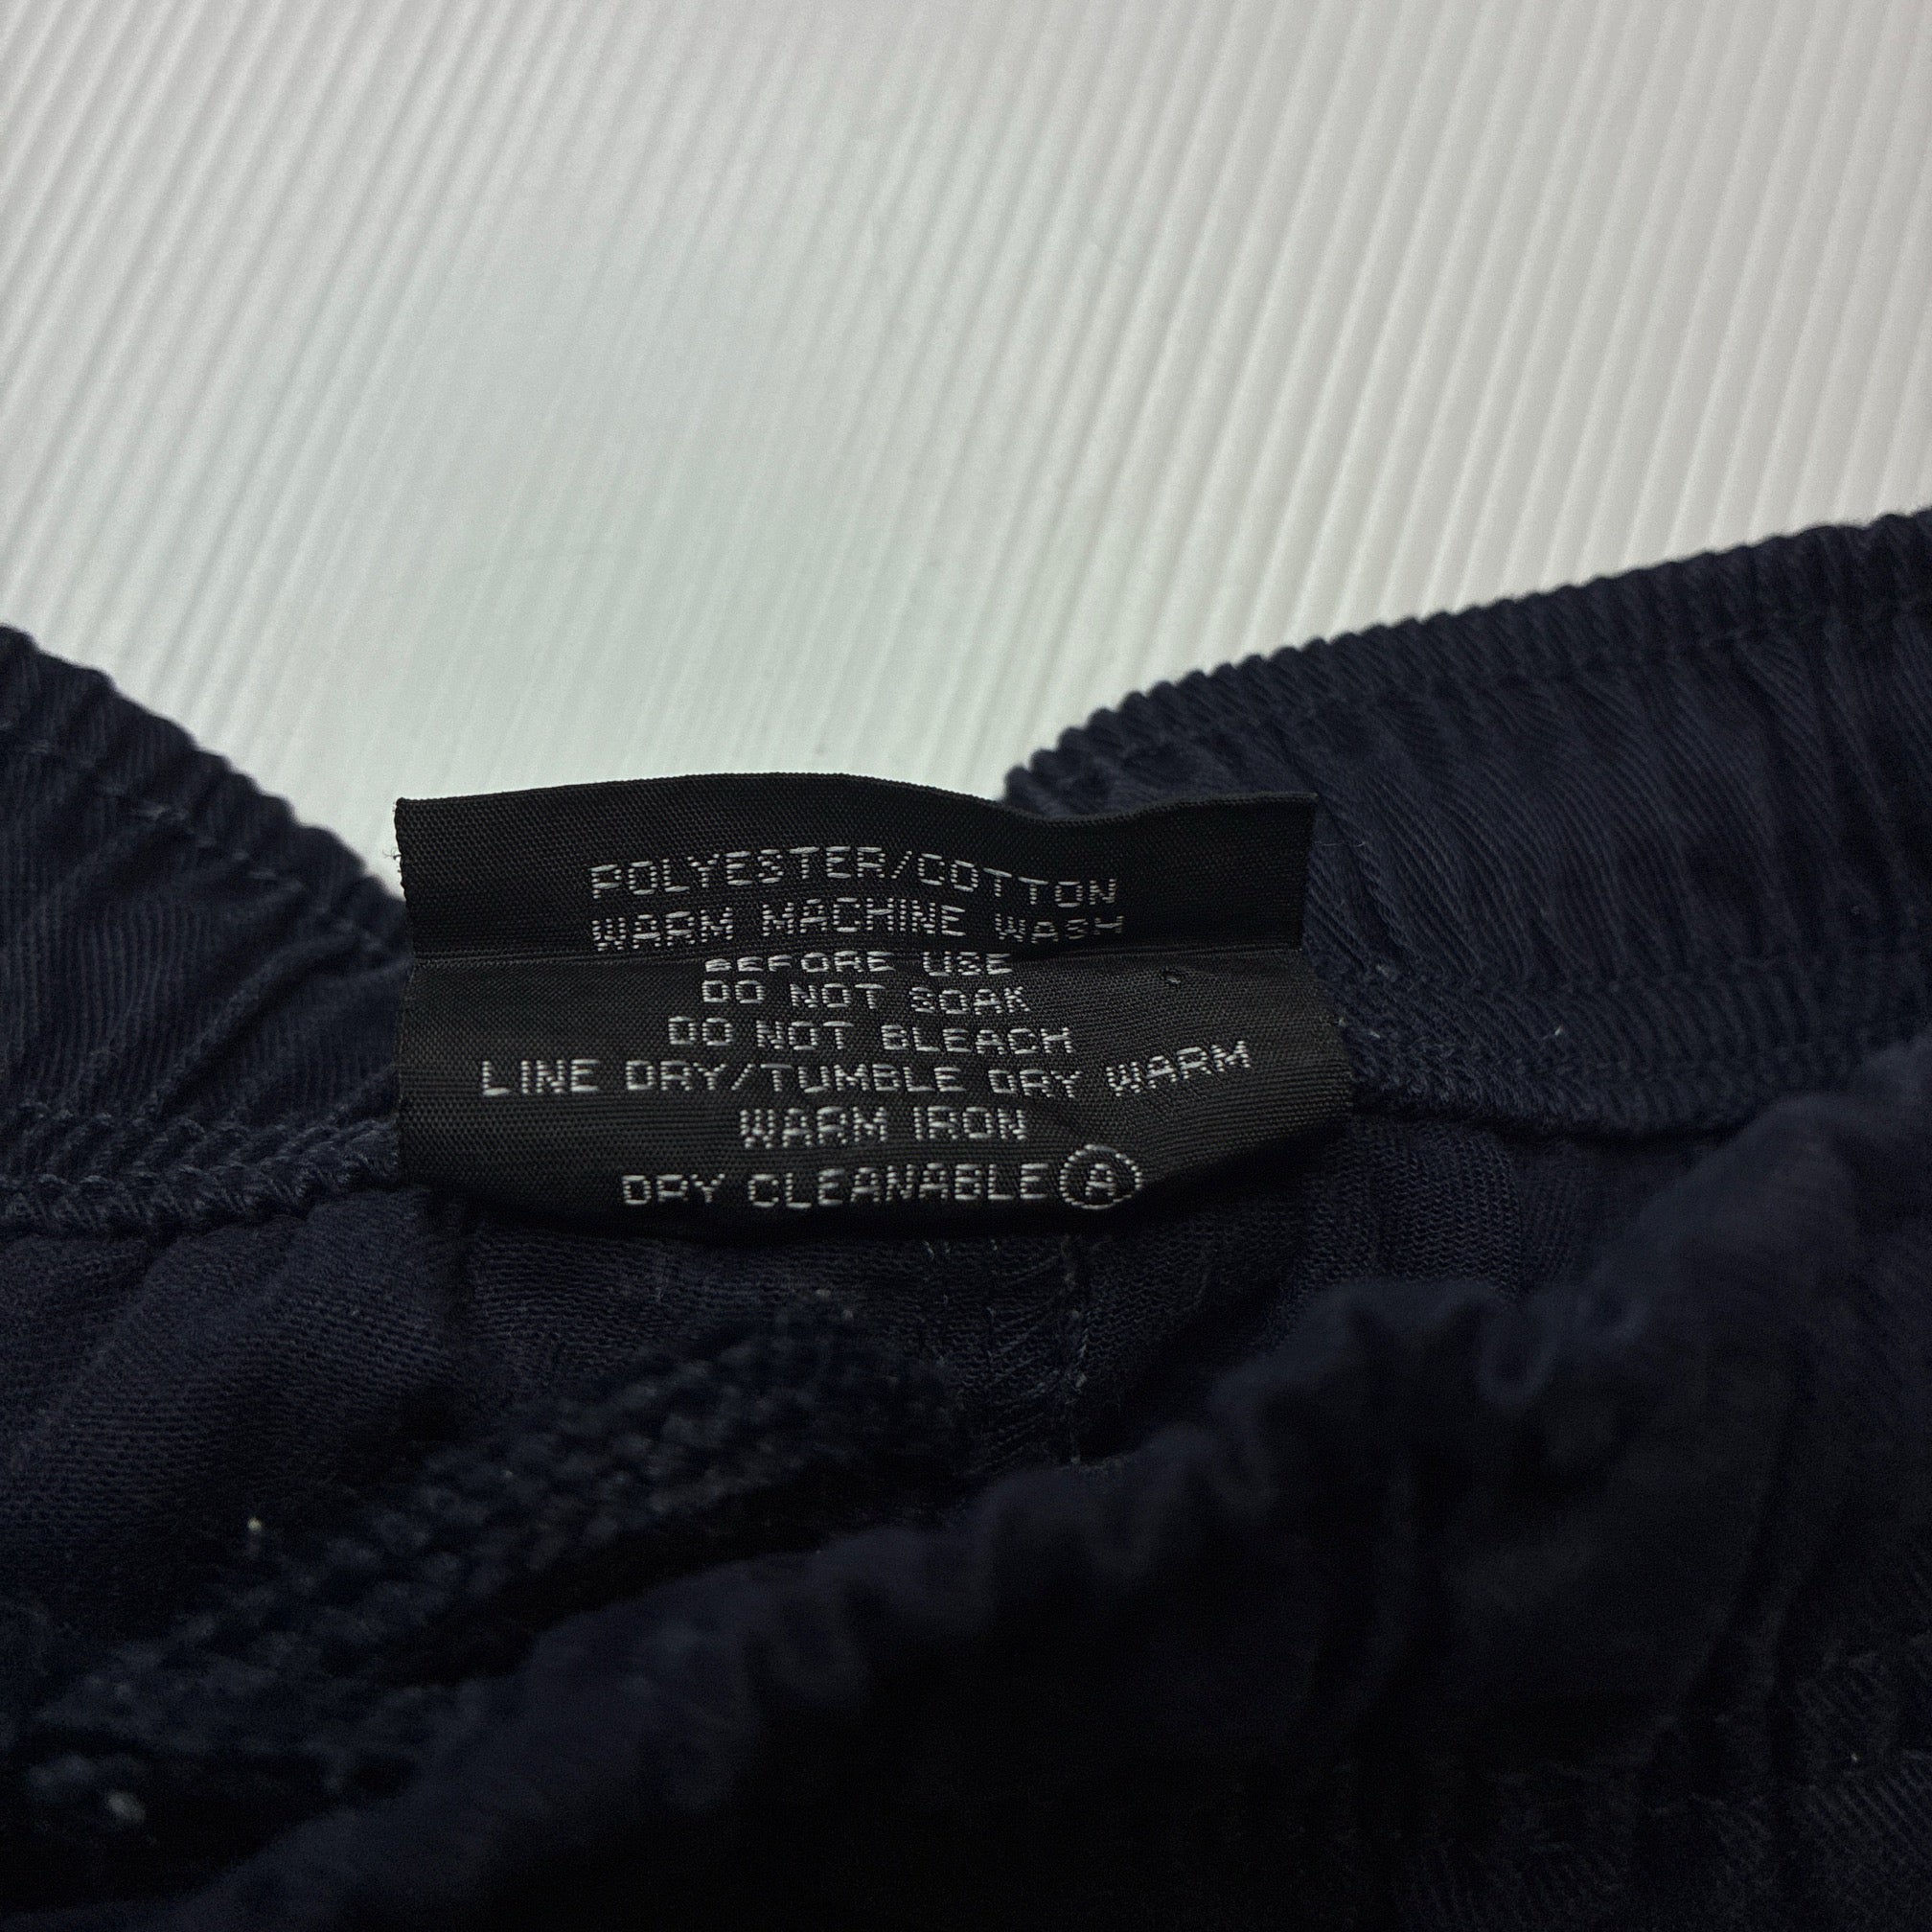 POLYESTER/COTTON
WARM MACHINE WASH
BEFORE USE
DO NOT SOAK
DO NOT BLEACH
LINE DRY/TUMBLE DRY WARM
WARM IRON
DRY CLEANABLE Ⓐ